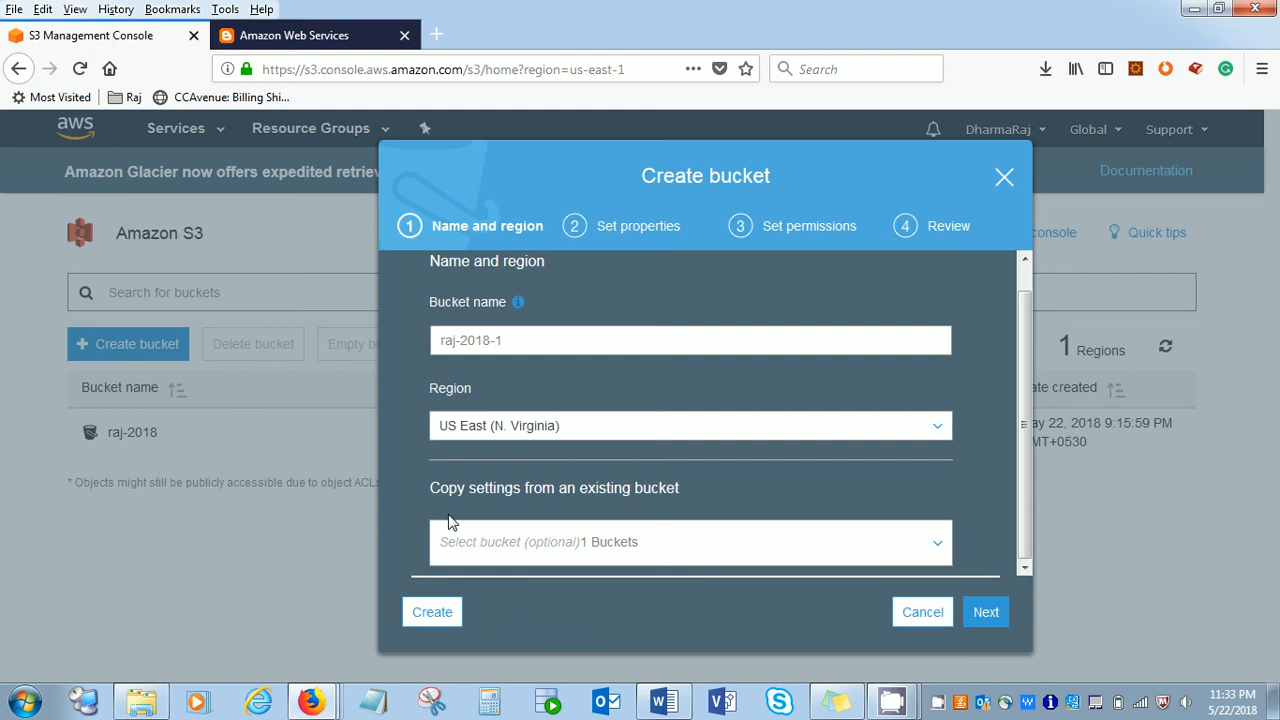 File Edit View History Bookmarks Tools Help
S3 Management Console
Amazon Web Services
https://s3.console.aws.amazon.com/s3/home?region=us-east-1
Search
Most Visited Raj CCAvenue: Billing Shi...
aws Services Resource Groups DharmaRaj Global Support
Amazon Glacier now offers expedited retrie
Documentation
Create bucket
1 Name and region 2 Set properties 3 Set permissions 4 Review
Amazon S3
console Quick tips
Name and region
Search for buckets
Bucket name
raj-2018-1
Create bucket Delete bucket Empty b
1 Regions
Bucket name
ate created
Region
US East (N. Virginia)
raj-2018
ay 22, 2018 9:15:59 PM
MT+0530
* Objects might still be publicly accessible due to object ACLs
Copy settings from an existing bucket
Select bucket (optional)1 Buckets
Create Cancel Next
11:33 PM
5/22/2018